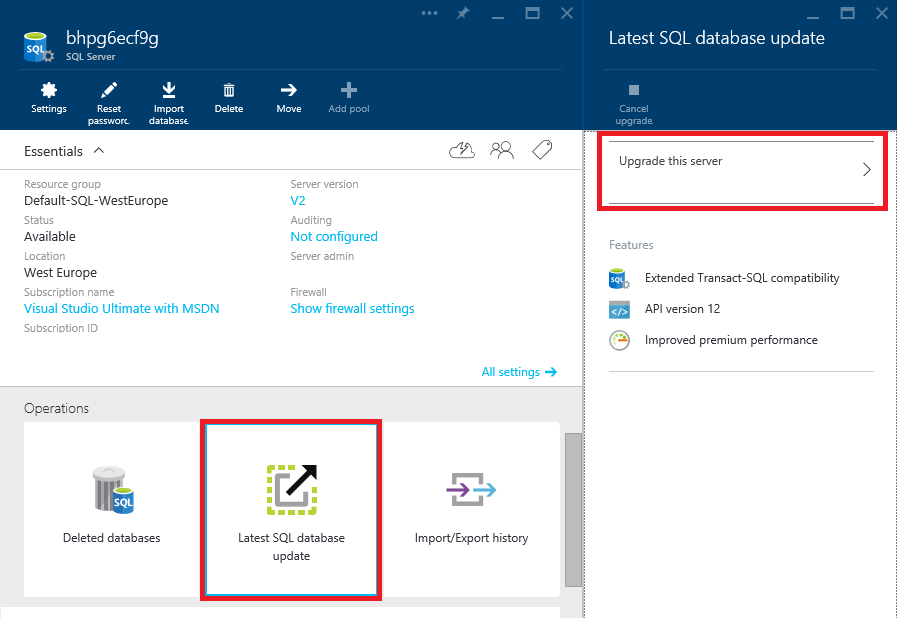 bhpg6ecf9g
SQL Server
Settings
Reset
passworc
Import
database
Delete
Move
Add pool
Essentials
Resource group
Default-SQL-WestEurope
Status
Available
Location
West Europe
Subscription name
Visual Studio Ultimate with MSDN
Subscription ID
Server version
V2
Auditing
Not configured
Server admin
Firewall
Show firewall settings
All settings
Operations
SQL
Deleted databases
Latest SQL database
update
Import/Export history
Latest SQL database update
Cancel
upgrade
Upgrade this server
Features
Extended Transact-SQL compatibility
API version 12
Improved premium performance